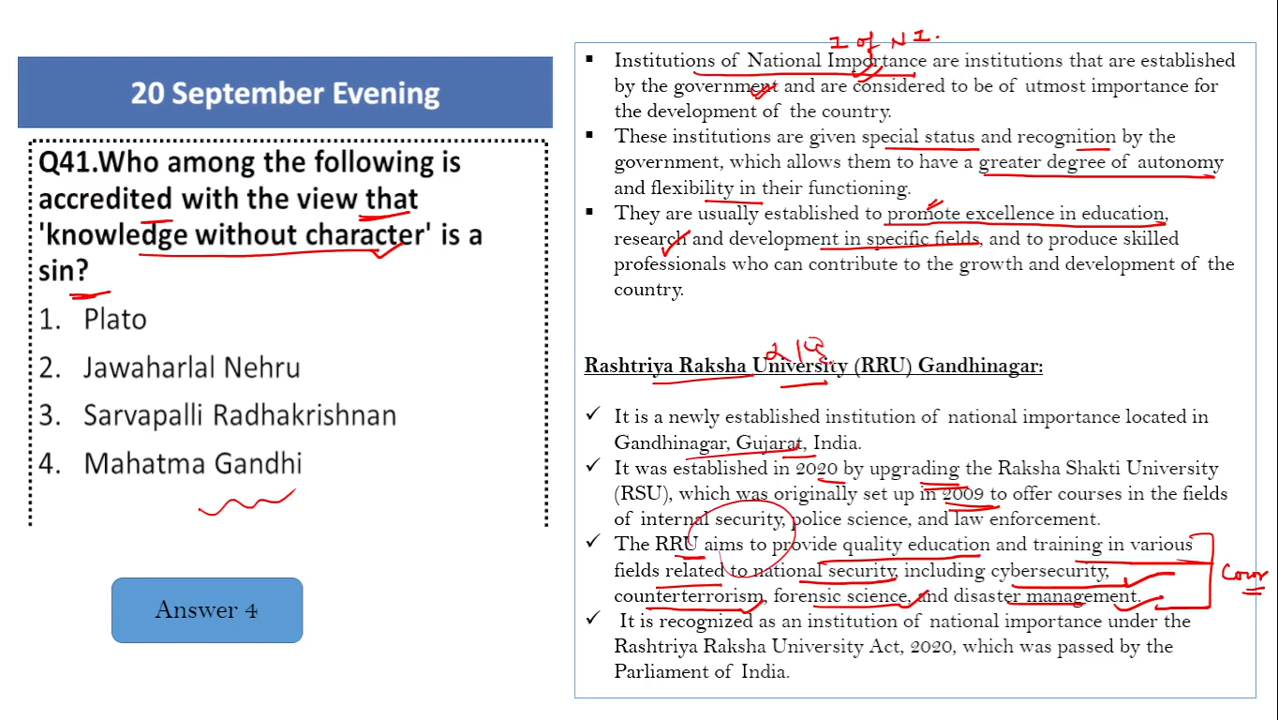 20 September Evening
Q41.Who among the following is
accredited with the view that
'knowledge without character' is a
sin?
1. Plato
2. Jawaharlal Nehru
3. Sarvapalli Radhakrishnan
4. Mahatma Gandhi
Answer 4
I of N I.
▪ Institutions of National Importance are institutions that are established
by the government and are considered to be of utmost importance for
the development of the country.
▪ These institutions are given special status and recognition by the
government, which allows them to have a greater degree of autonomy
and flexibility in their functioning.
▪ They are usually established to promote excellence in education,
research and development in specific fields, and to produce skilled
professionals who can contribute to the growth and development of the
country.
Rashtriya Raksha University (RRU) Gandhinagar:
✓ It is a newly established institution of national importance located in
Gandhinagar, Gujarat, India.
✓ It was established in 2020 by upgrading the Raksha Shakti University
(RSU), which was originally set up in 2009 to offer courses in the fields
of internal security, police science, and law enforcement.
✓ The RRU aims to provide quality education and training in various
fields related to national security, including cybersecurity,
counterterrorism, forensic science, and disaster management.
✓ It is recognized as an institution of national importance under the
Rashtriya Raksha University Act, 2020, which was passed by the
Parliament of India.